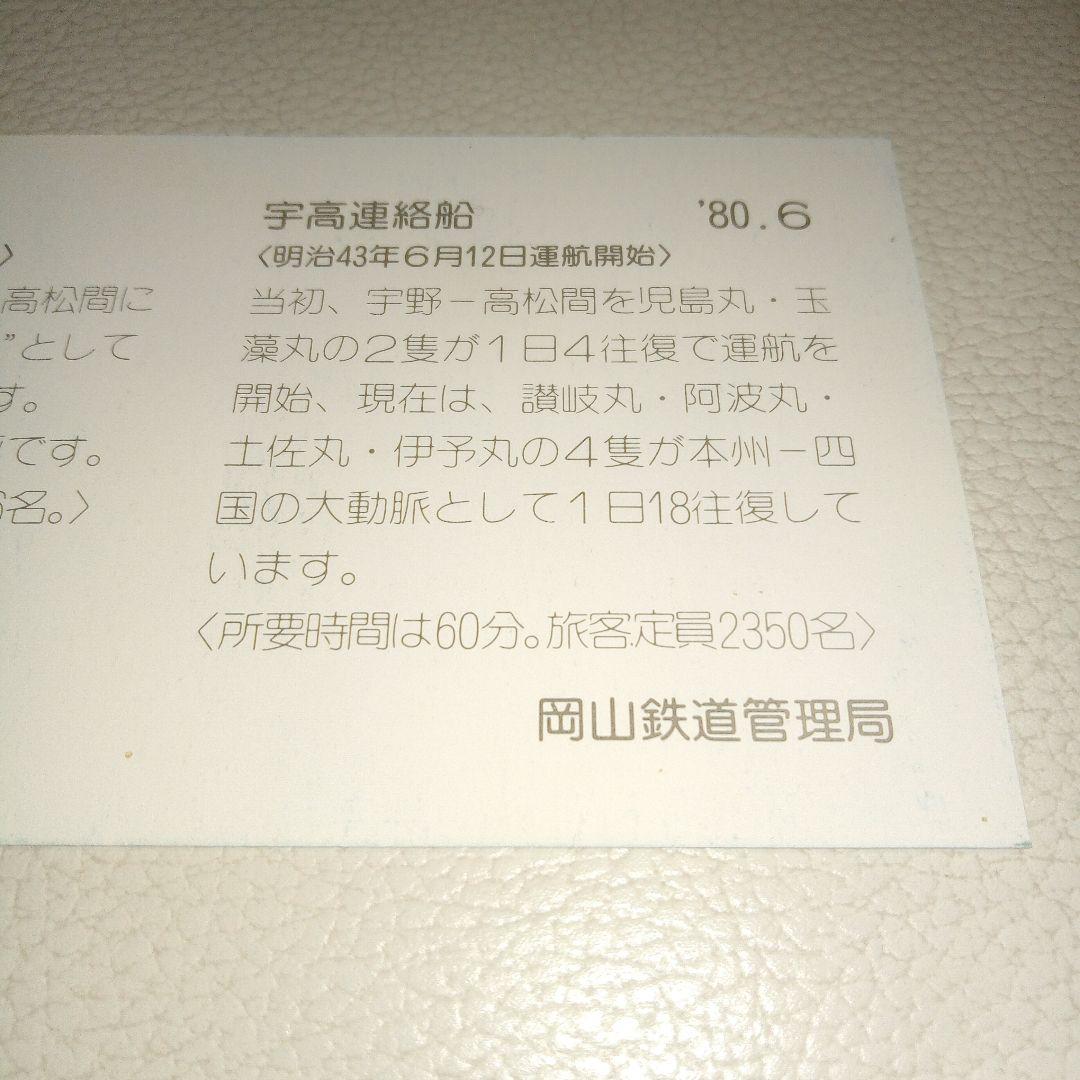 〉
高松間に
”として
す。
です。
名。〉
宇高連絡船 '80.6
〈明治43年6月12日運航開始〉
当初、宇野−高松間を児島丸・玉
藻丸の2隻が1日4往復で運航を
開始、現在は、讃岐丸・阿波丸・
土佐丸・伊予丸の4隻が本州−四
国の大動脈として1日18往復して
います。
〈所要時間は60分。旅客定員2350名〉
岡山鉄道管理局